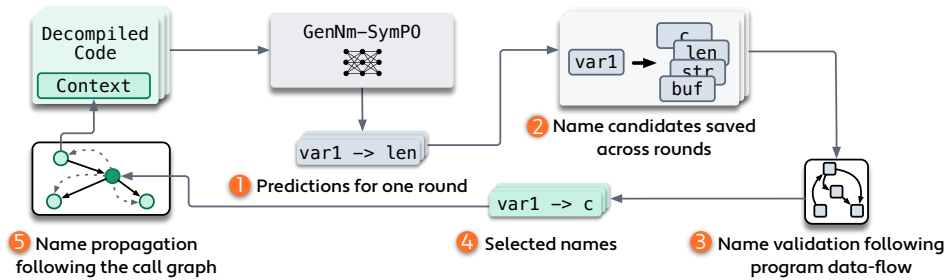 Decompiled
Code
Context
GenNm-SymPO
var1 -> len
1 Predictions for one round
var1
c
len
str
buf
2 Name candidates saved
across rounds
3 Name validation following
program data-flow
var1 -> c
4 Selected names
5 Name propagation
following the call graph